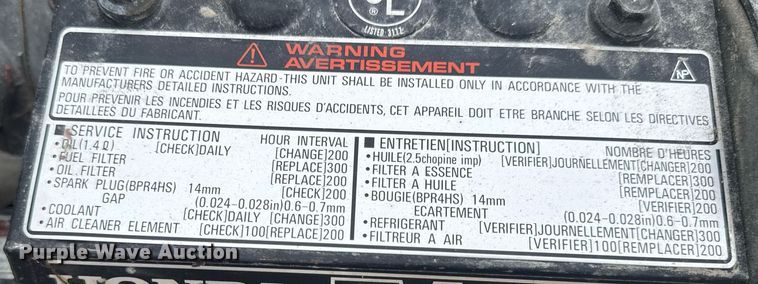 ®
LISTED 3112
WARNING
AVERTISSEMENT
NP
TO PREVENT FIRE OR ACCIDENT HAZARD·THIS UNIT SHALL BE INSTALLED ONLY IN ACCORDANCE WITH THE
MANUFACTURERS DETAILED INSTRUCTIONS.
POUR PRÉVENIR LES INCENDIES ET LES RISQUES D'ACCIDENTS, CET APPAREIL DOIT ETRE BRANCHE SELON LES DIRECTIVES
DETAILLEES DU FABRICANT.
■ SERVICE INSTRUCTION HOUR INTERVAL
•OIL(1.4ℓ) [CHECK]DAILY [CHANGE]200
•FUEL FILTER [REPLACE]300
•OIL FILTER [REPLACE]200
•SPARK PLUG(BPR4HS) 14mm [CHECK]200
GAP (0.024-0.028in)0.6-0.7mm
•COOLANT [CHECK]DAILY [CHANGE]300
•AIR CLEANER ELEMENT [CHECK]100[REPLACE]200
■ ENTRETIEN[INSTRUCTION] NOMBRE D'HEURES
•HUILE(2.5chopine imp) [VERIFIER]JOURNELLEMENT[CHANGER]200
•FILTER A ESSENCE [REMPLACER]300
•FILTER A HUILE [REMPLACER]200
•BOUGIE(BPR4HS) 14mm [VERIFIER]200
ECARTEMENT (0.024-0.028in)0.6-0.7mm
•REFRIGERANT [VERIFIER]JOURNELLEMENT[CHANGER]300
•FILTREUR A AIR [VERIFIER]100[REMPLACER]200
Purple Wave Auction
HONDA